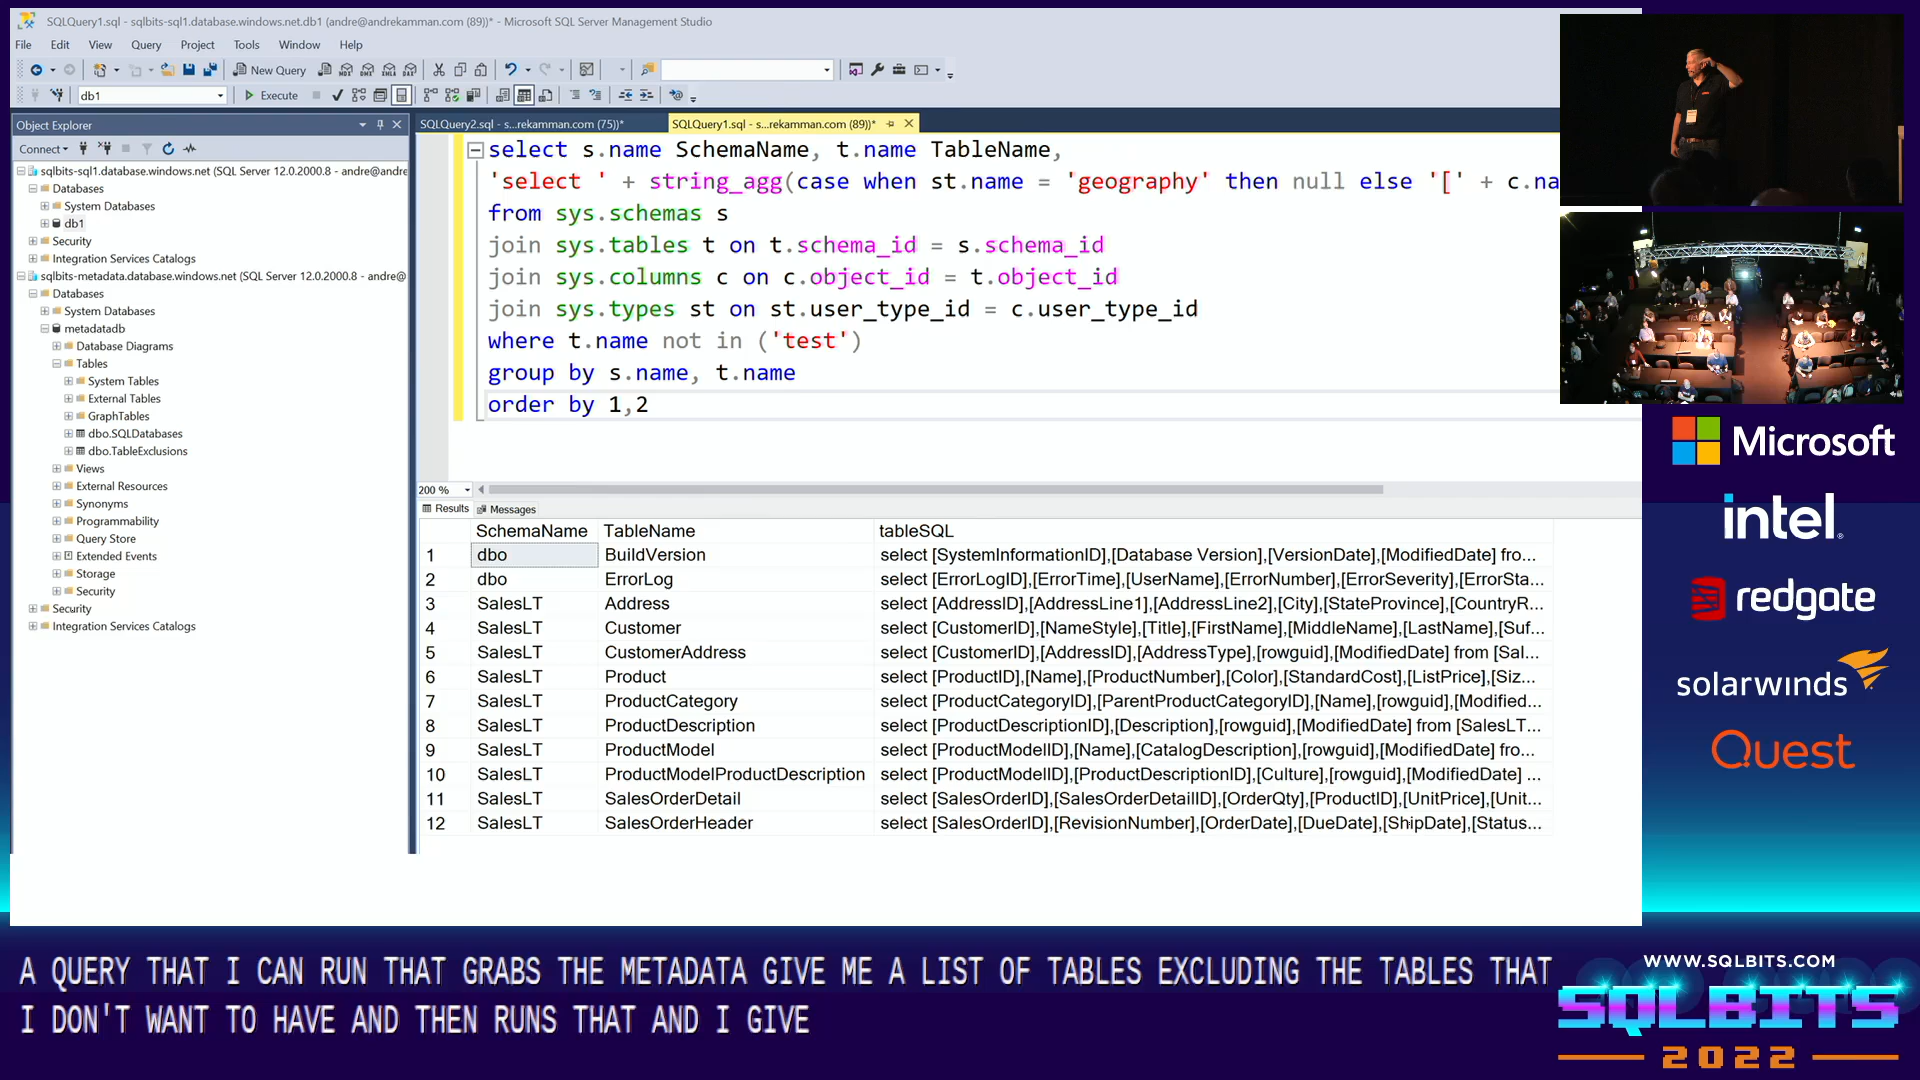 SQLQuery1.sql - sqlbits-sql1.database.windows.net.db1 (andre@andrekamman.com (89))* - Microsoft SQL Server Management Studio
File Edit View Query Project Tools Window Help
New Query
db1 Execute
Object Explorer
Connect
sqlbits-sql1.database.windows.net (SQL Server 12.0.2000.8 - andre@andre
Databases
System Databases
db1
Security
Integration Services Catalogs
sqlbits-metadata.database.windows.net (SQL Server 12.0.2000.8 - andre@
Databases
System Databases
metadatadb
Database Diagrams
Tables
System Tables
External Tables
GraphTables
dbo.SQLDatabases
dbo.TableExclusions
Views
External Resources
Synonyms
Programmability
Query Store
Extended Events
Storage
Security
Security
Integration Services Catalogs
SQLQuery2.sql - s...rekamman.com (75))* SQLQuery1.sql - s...rekamman.com (89))*
select s.name SchemaName, t.name TableName,
'select ' + string_agg(case when st.name = 'geography' then null else '[' + c.na
from sys.schemas s
join sys.tables t on t.schema_id = s.schema_id
join sys.columns c on c.object_id = t.object_id
join sys.types st on st.user_type_id = c.user_type_id
where t.name not in ('test')
group by s.name, t.name
order by 1,2
200 %
Results Messages
SchemaName TableName tableSQL
1 dbo BuildVersion select [SystemInformationID],[Database Version],[VersionDate],[ModifiedDate] fro...
2 dbo ErrorLog select [ErrorLogID],[ErrorTime],[UserName],[ErrorNumber],[ErrorSeverity],[ErrorSta...
3 SalesLT Address select [AddressID],[AddressLine1],[AddressLine2],[City],[StateProvince],[CountryR...
4 SalesLT Customer select [CustomerID],[NameStyle],[Title],[FirstName],[MiddleName],[LastName],[Suf...
5 SalesLT CustomerAddress select [CustomerID],[AddressID],[AddressType],[rowguid],[ModifiedDate] from [Sal...
6 SalesLT Product select [ProductID],[Name],[ProductNumber],[Color],[StandardCost],[ListPrice],[Siz...
7 SalesLT ProductCategory select [ProductCategoryID],[ParentProductCategoryID],[Name],[rowguid],[Modified...
8 SalesLT ProductDescription select [ProductDescriptionID],[Description],[rowguid],[ModifiedDate] from [SalesLT...
9 SalesLT ProductModel select [ProductModelID],[Name],[CatalogDescription],[rowguid],[ModifiedDate] fro...
10 SalesLT ProductModelProductDescription select [ProductModelID],[ProductDescriptionID],[Culture],[rowguid],[ModifiedDate] ...
11 SalesLT SalesOrderDetail select [SalesOrderID],[SalesOrderDetailID],[OrderQty],[ProductID],[UnitPrice],[Unit...
12 SalesLT SalesOrderHeader select [SalesOrderID],[RevisionNumber],[OrderDate],[DueDate],[ShipDate],[Status...
Microsoft
intel.
redgate
solarwinds
Quest
A QUERY THAT I CAN RUN THAT GRABS THE METADATA GIVE ME A LIST OF TABLES EXCLUDING THE TABLES THAT
I DON'T WANT TO HAVE AND THEN RUNS THAT AND I GIVE
WWW.SQLBITS.COM
SQLBITS
2022